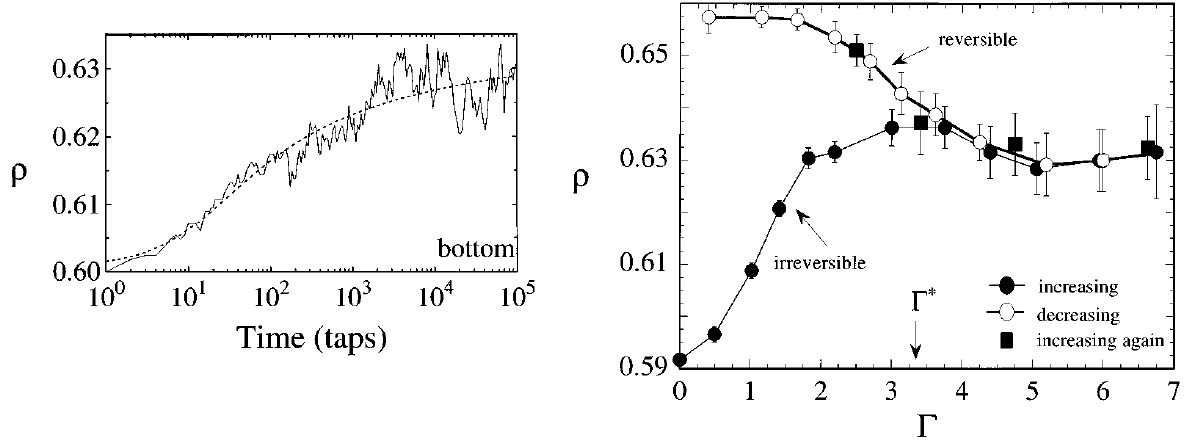 0.63
0.62
0.61
0.60
ρ
bottom
10^0 10^1 10^2 10^3 10^4 10^5
Time (taps)
0.65
0.63
0.61
0.59
ρ
reversible
irreversible
Γ*
increasing
decreasing
increasing again
0 1 2 3 4 5 6 7
Γ